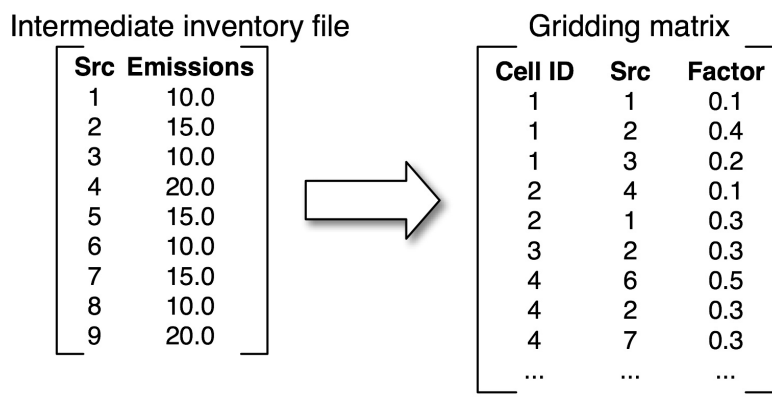 Intermediate inventory file
Src Emissions
1 10.0
2 15.0
3 10.0
4 20.0
5 15.0
6 10.0
7 15.0
8 10.0
9 20.0
Gridding matrix
Cell ID Src Factor
1 1 0.1
1 2 0.4
1 3 0.2
2 4 0.1
2 1 0.3
3 2 0.3
4 6 0.5
4 2 0.3
4 7 0.3
... ... ...